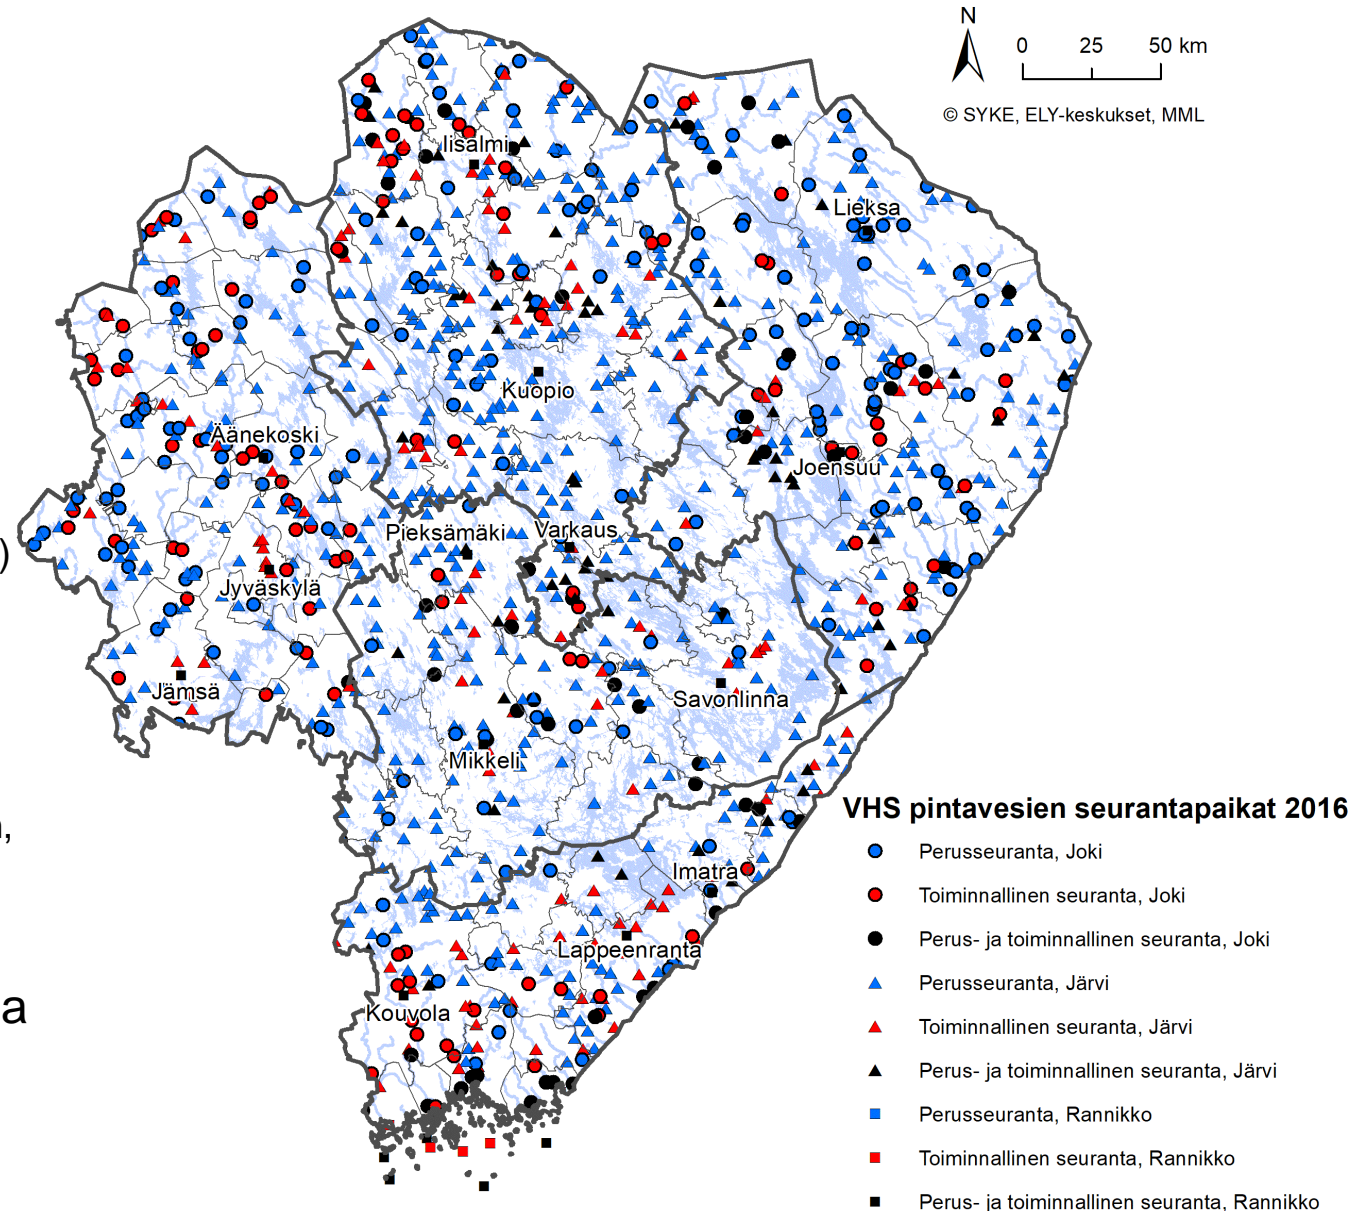 N
0 25 50 km
© SYKE, ELY-keskukset, MML
Iisalmi
Lieksa
Kuopio
Äänekoski
Joensuu
Pieksämäki
Varkaus
)
Jyväskylä
Jämsä
Savonlinna
Mikkeli
VHS pintavesien seurantapaikat 2016
,
Perusseuranta, Joki
Imatra
Toiminnallinen seuranta, Joki
Perus- ja toiminnallinen seuranta, Joki
Lappeenranta
Perusseuranta, Järvi
a
Kouvola
Toiminnallinen seuranta, Järvi
Perus- ja toiminnallinen seuranta, Järvi
Perusseuranta, Rannikko
Toiminnallinen seuranta, Rannikko
Perus- ja toiminnallinen seuranta, Rannikko